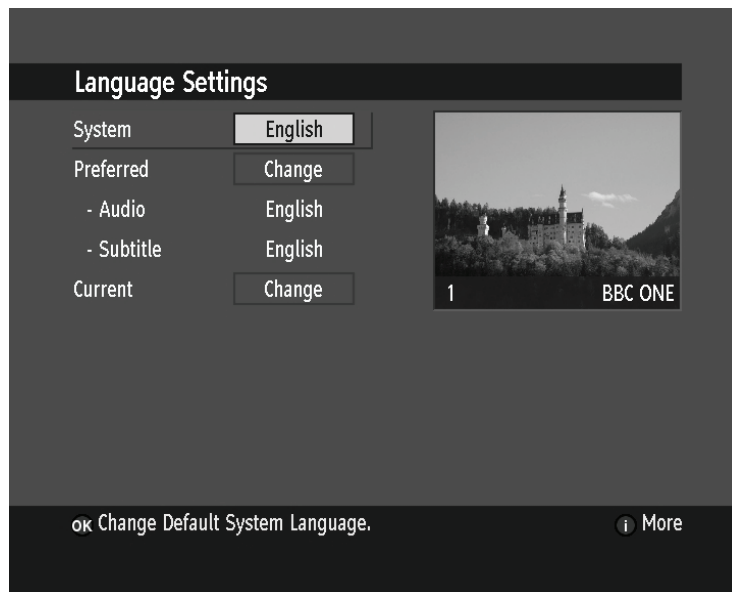 Language Settings
System English
Preferred Change
- Audio English
- Subtitle English
Current Change
1 BBC ONE
OK Change Default System Language.
i More